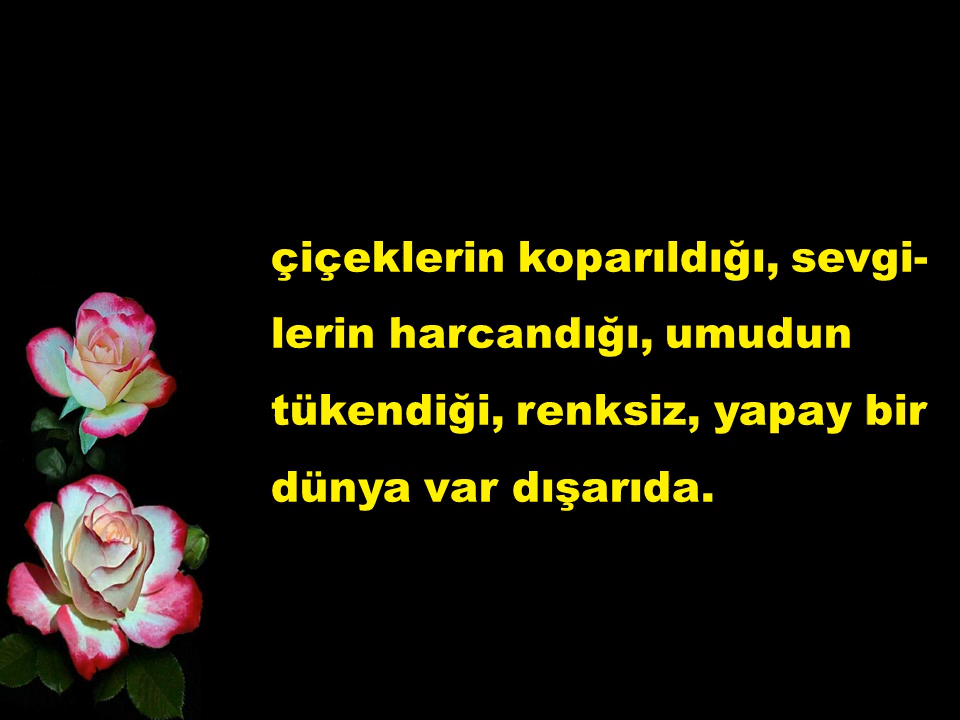 çiçeklerin koparıldığı, sevgi-
lerin harcandığı, umudun
tükendiği, renksiz, yapay bir
dünya var dışarıda.